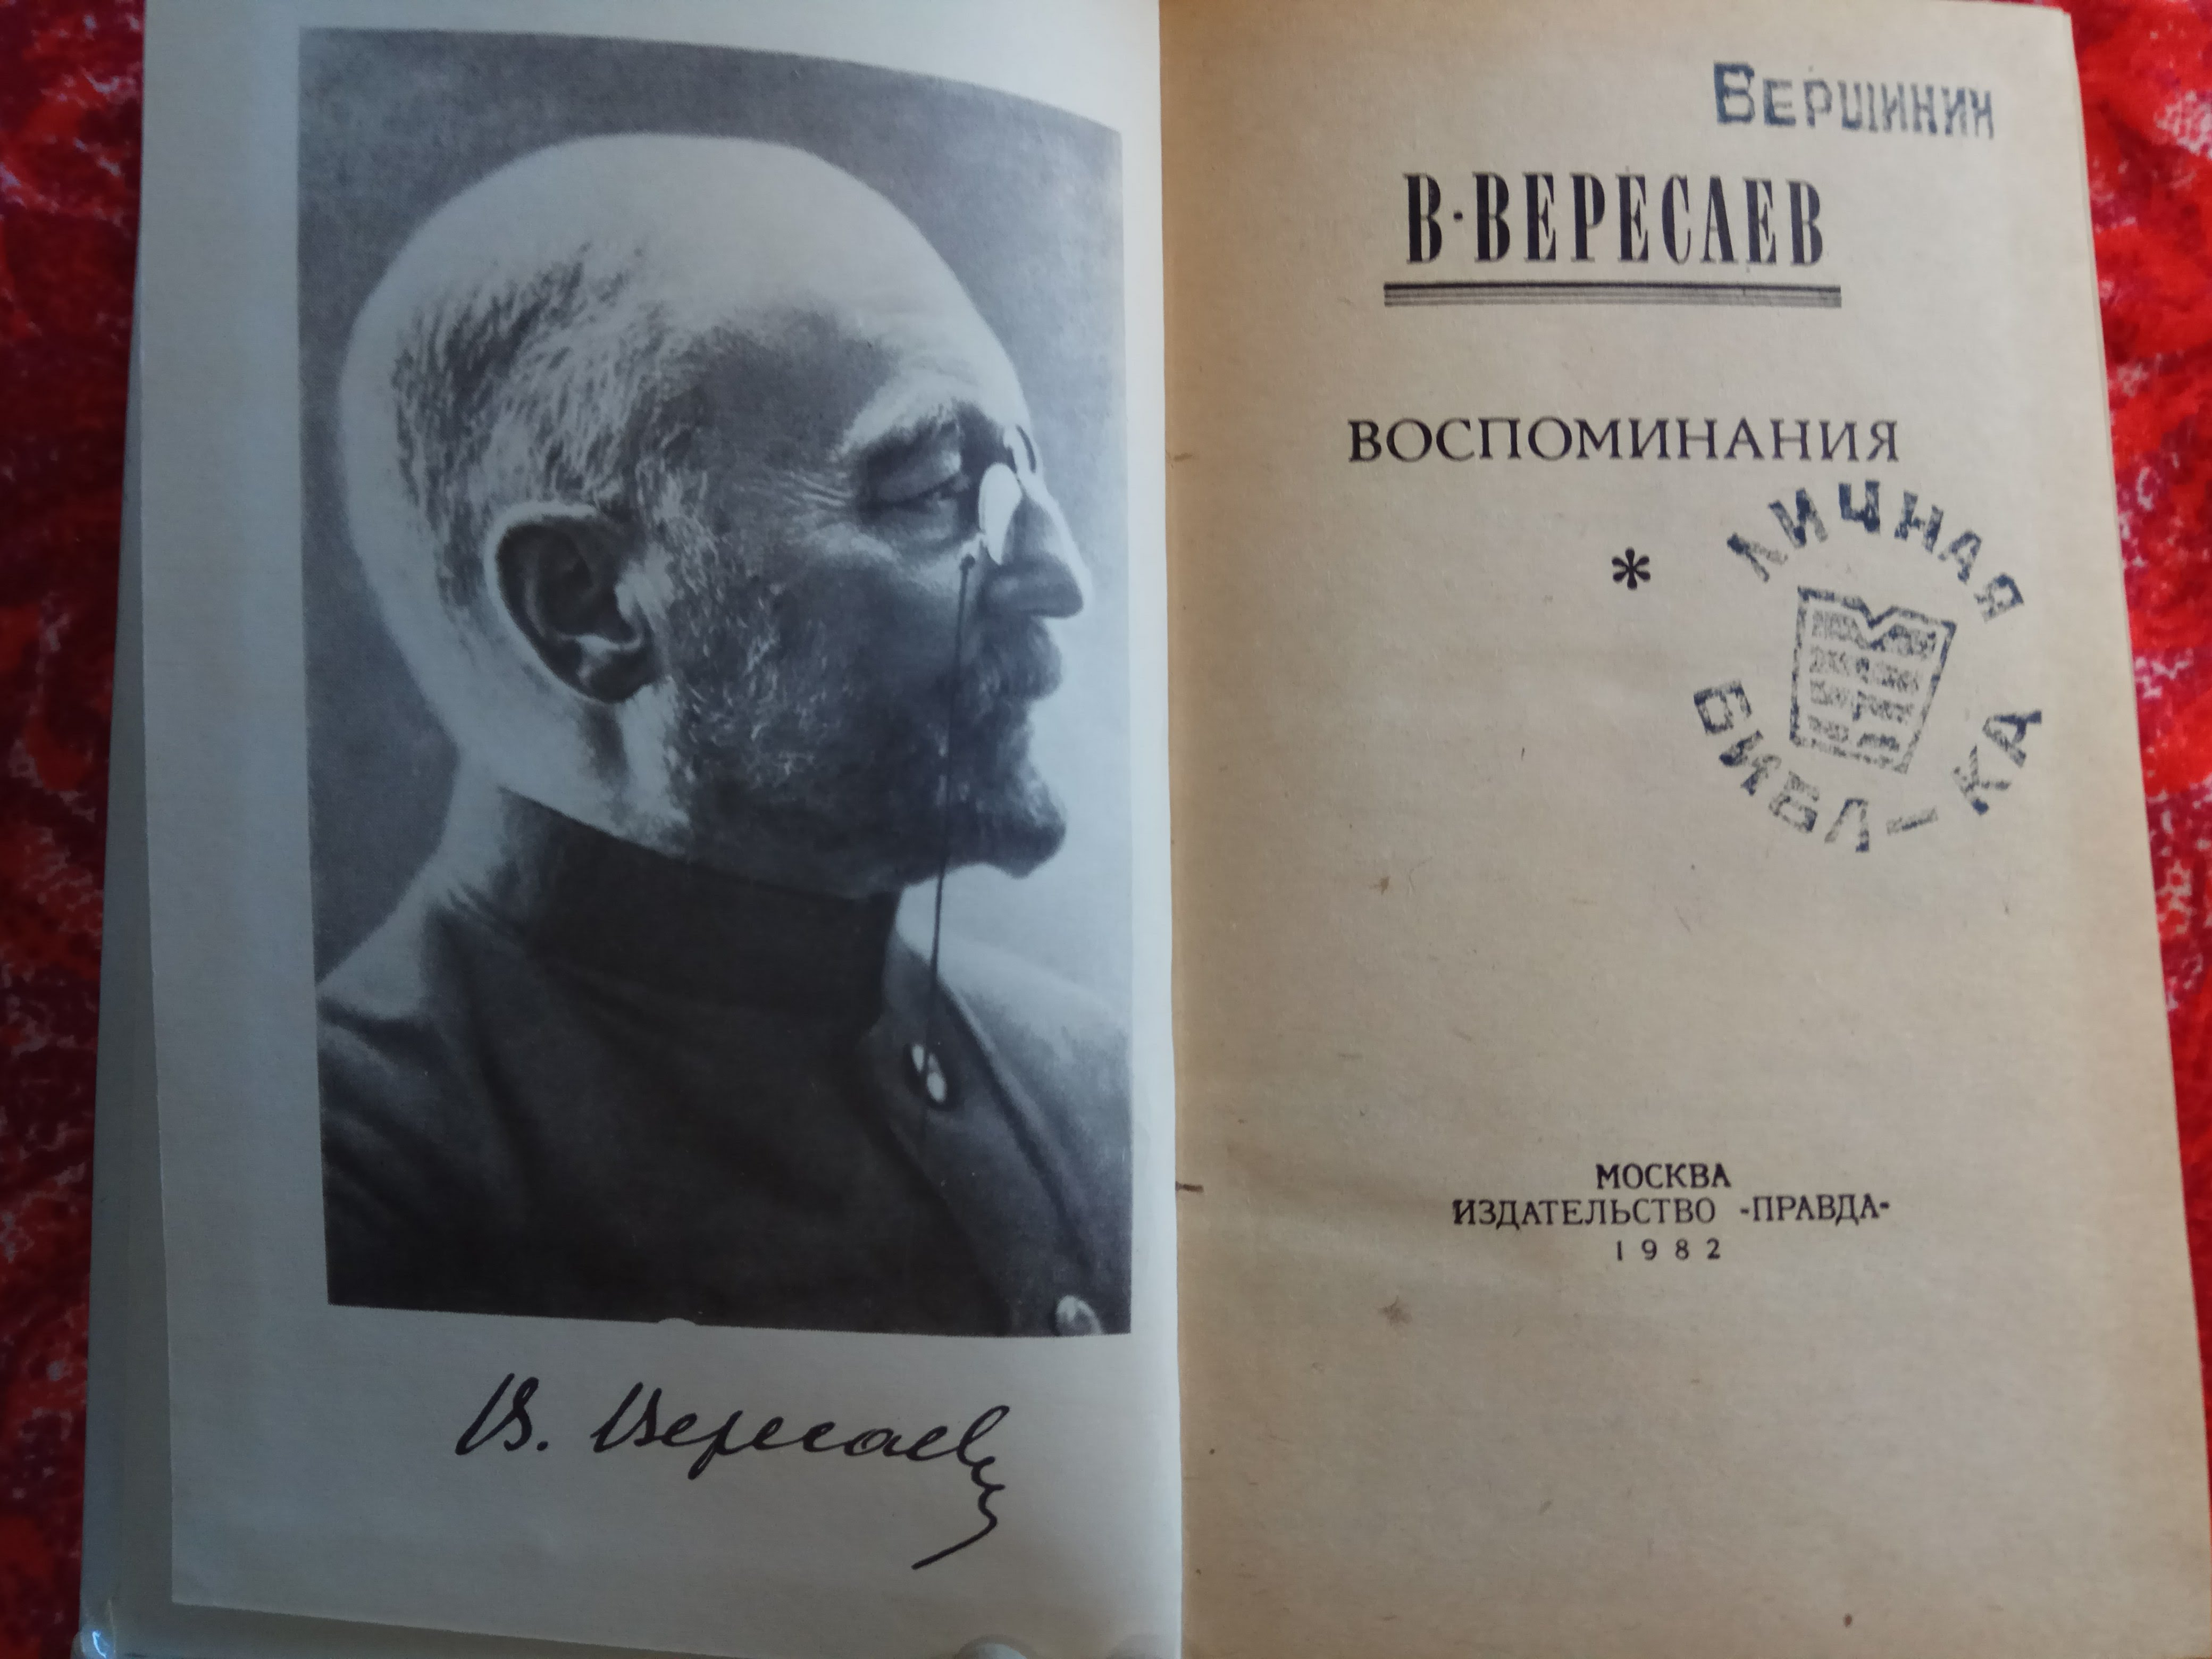 В. Вересаев
ВЕРШИНИН
В·ВЕРЕСАЕВ
ВОСПОМИНАНИЯ
*
ЛИЧНАЯ
БИБЛ-КА
МОСКВА
ИЗДАТЕЛЬСТВО «ПРАВДА»
1982